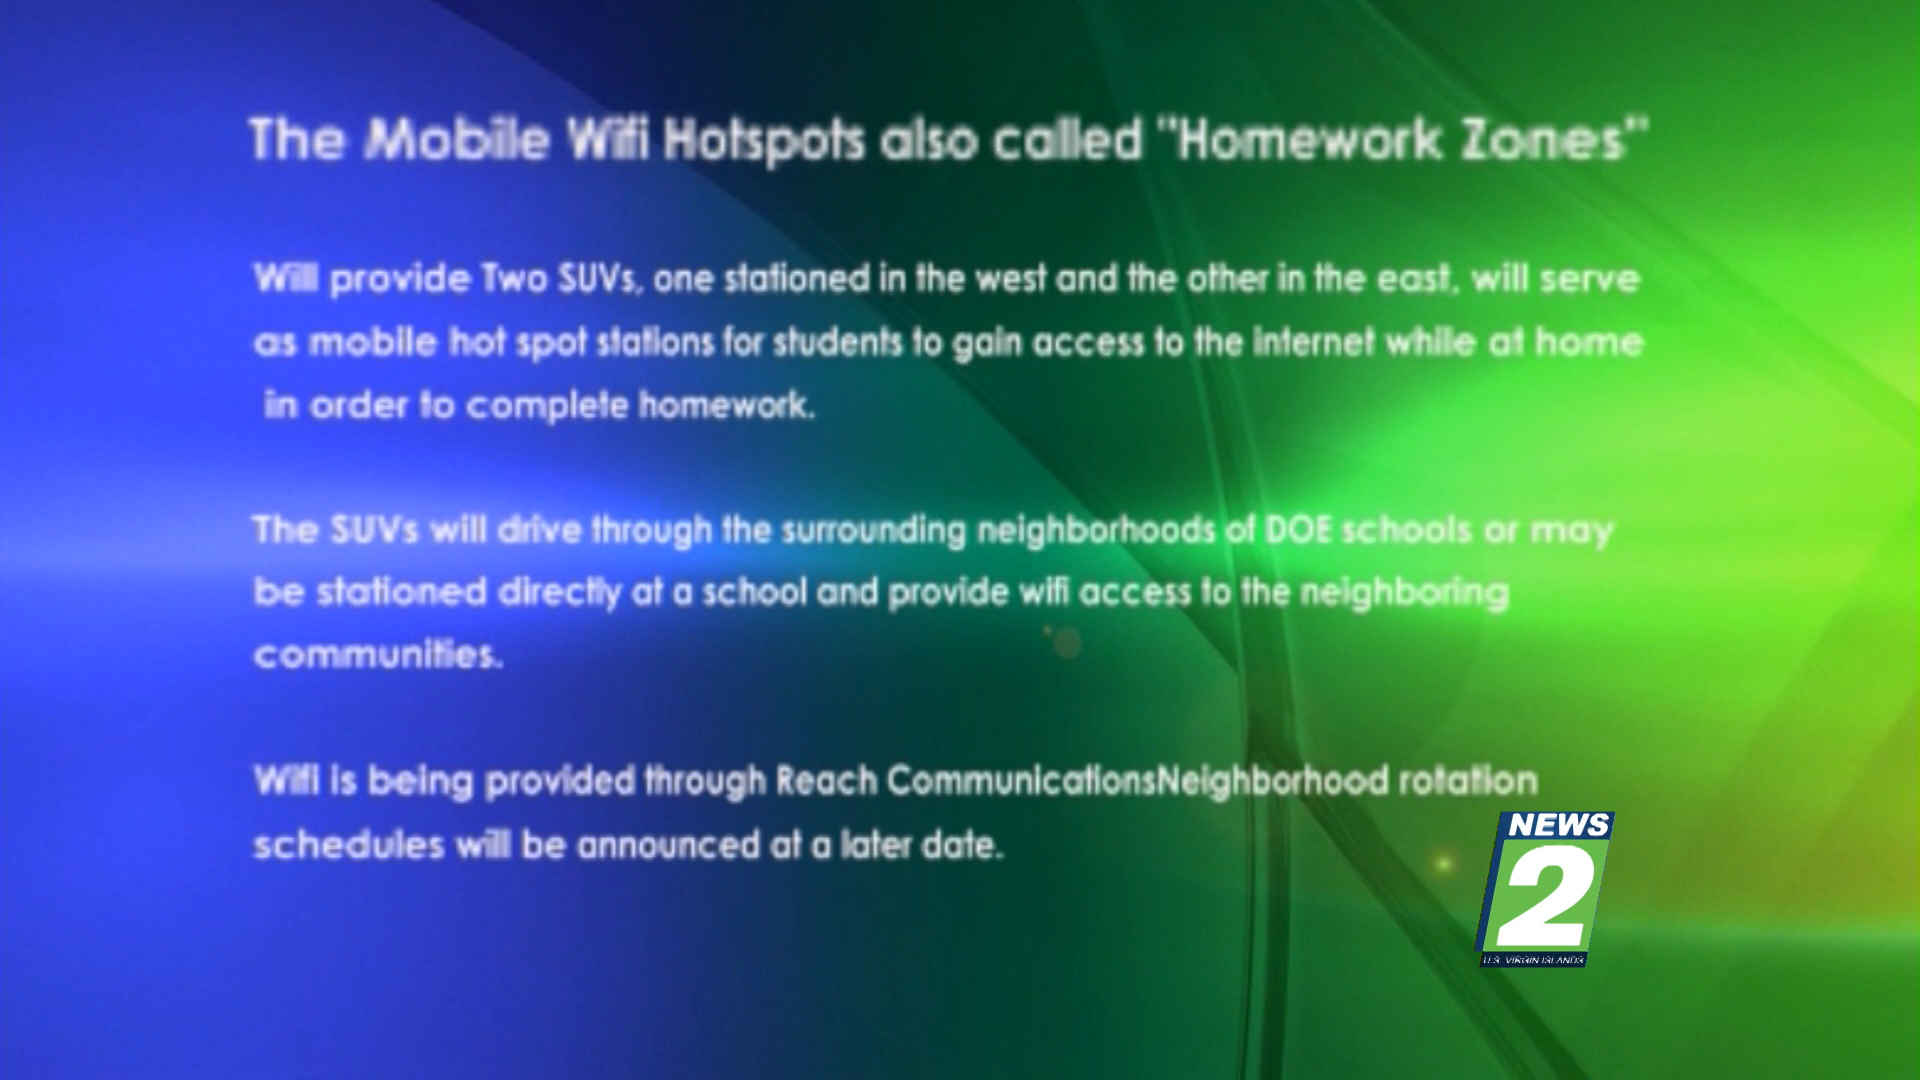 The Mobile Wifi Hotspots also called "Homework Zones"
Will provide Two SUVs, one stationed in the west and the other in the east, will serve
as mobile hot spot stations for students to gain access to the internet while at home
in order to complete homework.
The SUVs will drive through the surrounding neighborhoods of DOE schools or may
be stationed directly at a school and provide wifi access to the neighboring
communities.
Wifi is being provided through Reach CommunicationsNeighborhood rotation
schedules will be announced at a later date.
NEWS
2
U.S. VIRGIN ISLANDS